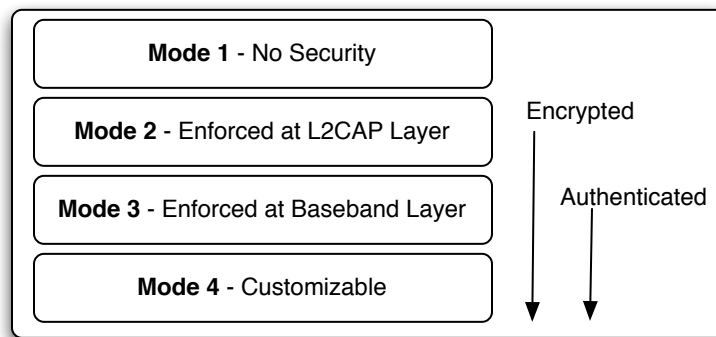 Mode 1 - No Security
Mode 2 - Enforced at L2CAP Layer
Encrypted
Mode 3 - Enforced at Baseband Layer
Authenticated
Mode 4 - Customizable